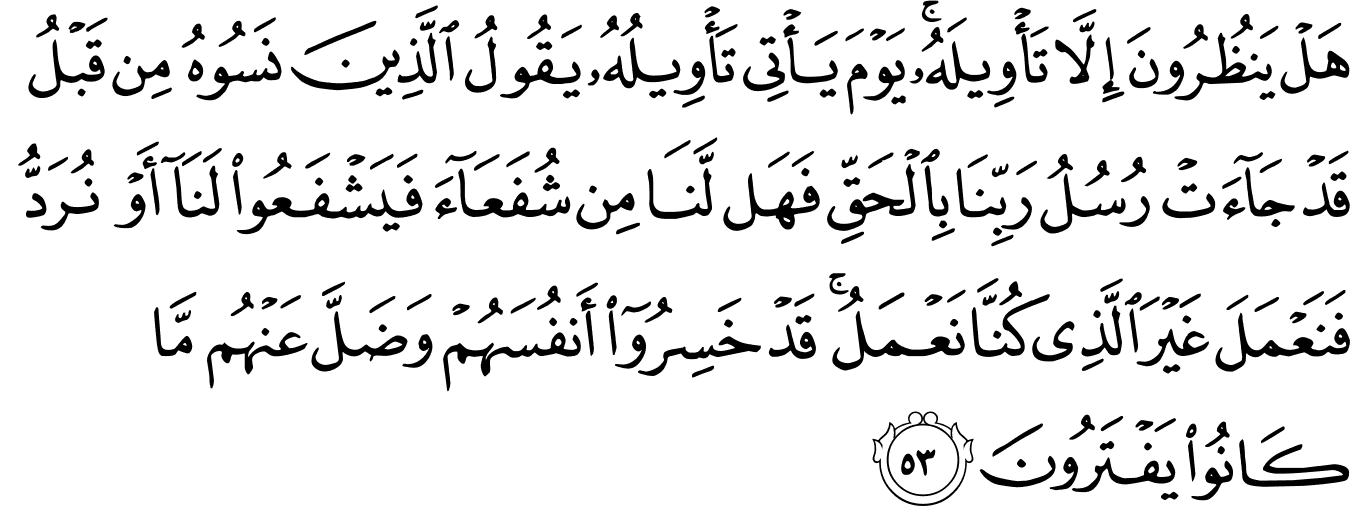 هَلْ يَنظُرُونَ إِلَّا تَأْوِيلَهُۥ ۚ يَوْمَ يَأْتِى تَأْوِيلُهُۥ يَقُولُ ٱلَّذِينَ نَسُوهُ مِن قَبْلُ
قَدْ جَآءَتْ رُسُلُ رَبِّنَا بِٱلْحَقِّ فَهَل لَّنَا مِن شُفَعَآءَ فَيَشْفَعُوا۟ لَنَآ أَوْ نُرَدُّ
فَنَعْمَلَ غَيْرَ ٱلَّذِى كُنَّا نَعْمَلُ ۚ قَدْ خَسِرُوٓا۟ أَنفُسَهُمْ وَضَلَّ عَنْهُم مَّا
كَانُوا۟ يَفْتَرُونَ ٥٣